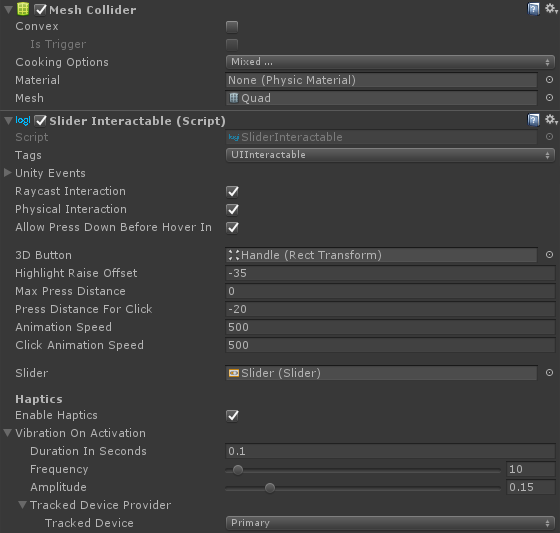 Mesh Collider
Convex
Is Trigger
Cooking Options Mixed ...
Material None (Physic Material)
Mesh Quad
logi Slider Interactable (Script)
Script SliderInteractable
Tags UIInteractable
Unity Events
Raycast Interaction
Physical Interaction
Allow Press Down Before Hover In
3D Button Handle (Rect Transform)
Highlight Raise Offset -35
Max Press Distance 0
Press Distance For Click -20
Animation Speed 500
Click Animation Speed 500
Slider Slider (Slider)
Haptics
Enable Haptics
Vibration On Activation
Duration In Seconds 0.1
Frequency 10
Amplitude 0.15
Tracked Device Provider
Tracked Device Primary